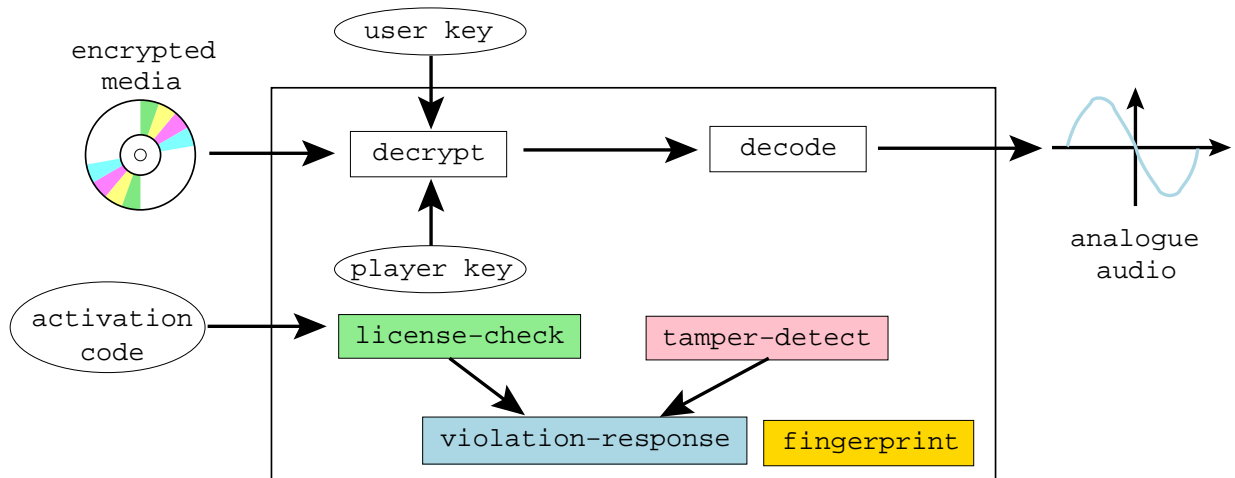 user key
encrypted
media
decrypt
decode
player key
analogue
audio
activation
code
license-check
tamper-detect
violation-response
fingerprint